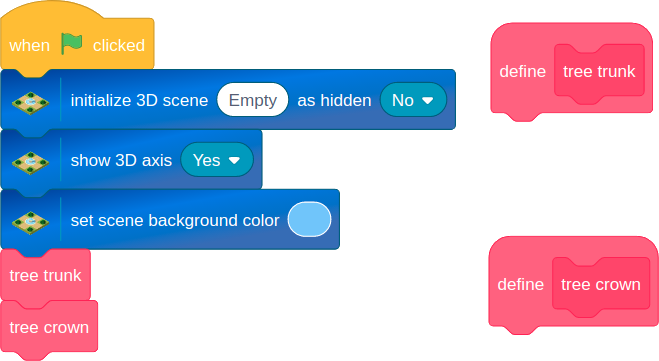 when clicked
initialize 3D scene Empty as hidden No
show 3D axis Yes
set scene background color
tree trunk
tree crown
define tree trunk
define tree crown